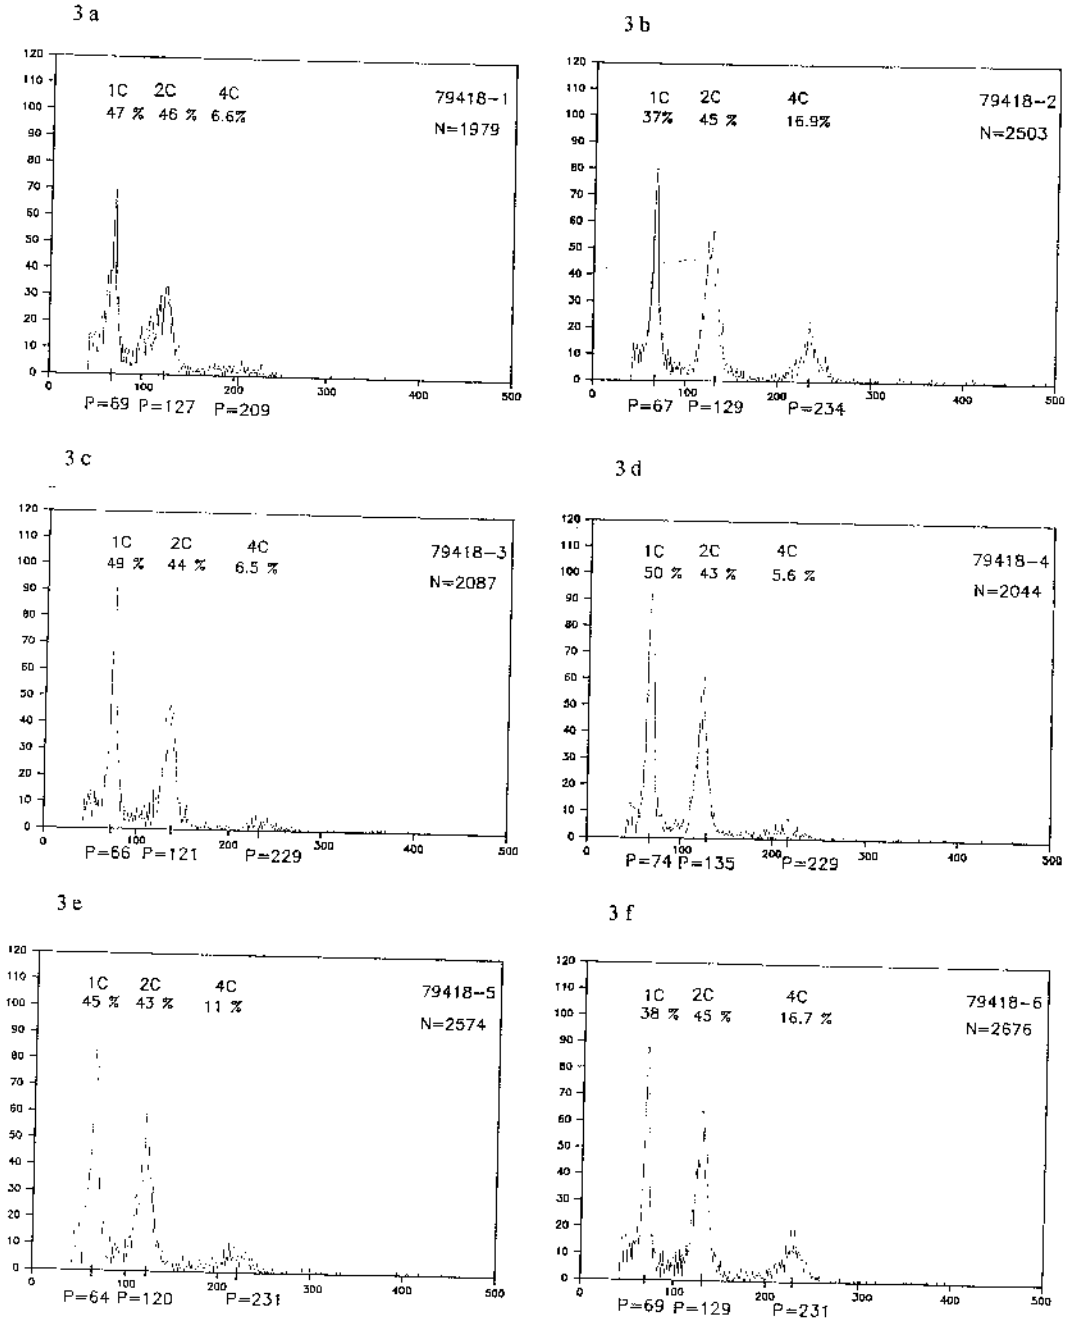 3 a
120
110
100
90
80
70
60
50
40
30
20
10
0
1C 2C 4C
47 % 46 % 6.6%
79418-1
N=1979
0 100 200 300 400 500
P=69 P=127 P=209
3 b
120
110
100
90
80
70
60
50
40
30
20
10
0
1C 2C 4C
37% 45 % 16.9%
79418-2
N=2503
0 100 200 300 400 500
P=67 P=129 P=234
3 c
120
110
100
90
80
70
60
50
40
30
20
10
0
1C 2C 4C
49 % 44 % 6.5 %
79418-3
N=2087
0 100 200 300 400 500
P=66 P=121 P=229
3 d
120
110
100
90
80
70
60
50
40
30
20
10
0
1C 2C 4C
50 % 43 % 5.6 %
79418-4
N=2044
0 100 200 300 400 500
P=74 P=135 P=229
3 e
120
110
100
90
80
70
60
50
40
30
20
10
0
1C 2C 4C
45 % 43 % 11 %
79418-5
N=2574
0 100 200 300 400 500
P=64 P=120 P=231
3 f
120
110
100
90
80
70
60
50
40
30
20
10
0
1C 2C 4C
38 % 45 % 16.7 %
79418-6
N=2676
0 100 200 300 400 500
P=69 P=129 P=231